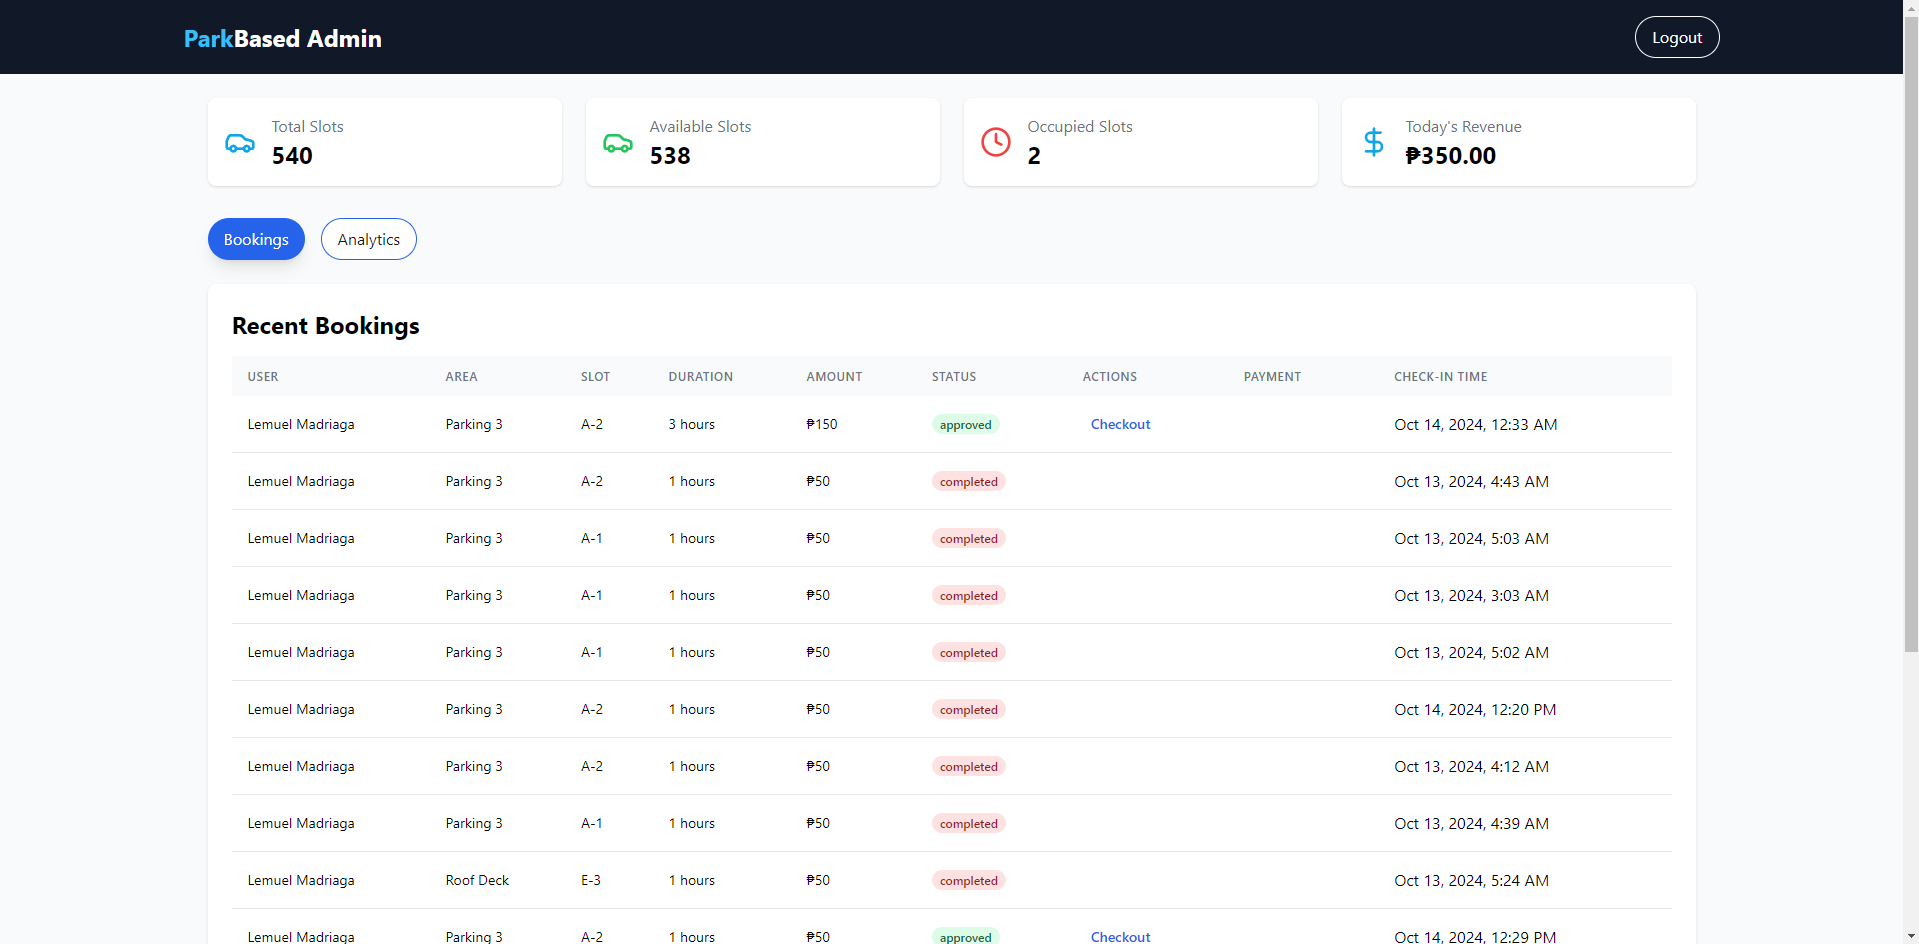 ParkBased Admin
Logout
Total Slots
540
Available Slots
538
Occupied Slots
2
Today's Revenue
₱350.00
Bookings
Analytics
Recent Bookings
USER AREA SLOT DURATION AMOUNT STATUS ACTIONS PAYMENT CHECK-IN TIME
Lemuel Madriaga Parking 3 A-2 3 hours ₱150 approved Checkout Oct 14, 2024, 12:33 AM
Lemuel Madriaga Parking 3 A-2 1 hours ₱50 completed Oct 13, 2024, 4:43 AM
Lemuel Madriaga Parking 3 A-1 1 hours ₱50 completed Oct 13, 2024, 5:03 AM
Lemuel Madriaga Parking 3 A-1 1 hours ₱50 completed Oct 13, 2024, 3:03 AM
Lemuel Madriaga Parking 3 A-1 1 hours ₱50 completed Oct 13, 2024, 5:02 AM
Lemuel Madriaga Parking 3 A-2 1 hours ₱50 completed Oct 14, 2024, 12:20 PM
Lemuel Madriaga Parking 3 A-2 1 hours ₱50 completed Oct 13, 2024, 4:12 AM
Lemuel Madriaga Parking 3 A-1 1 hours ₱50 completed Oct 13, 2024, 4:39 AM
Lemuel Madriaga Roof Deck E-3 1 hours ₱50 completed Oct 13, 2024, 5:24 AM
Lemuel Madriaga Parking 3 A-2 1 hours ₱50 approved Checkout Oct 14, 2024, 12:29 PM